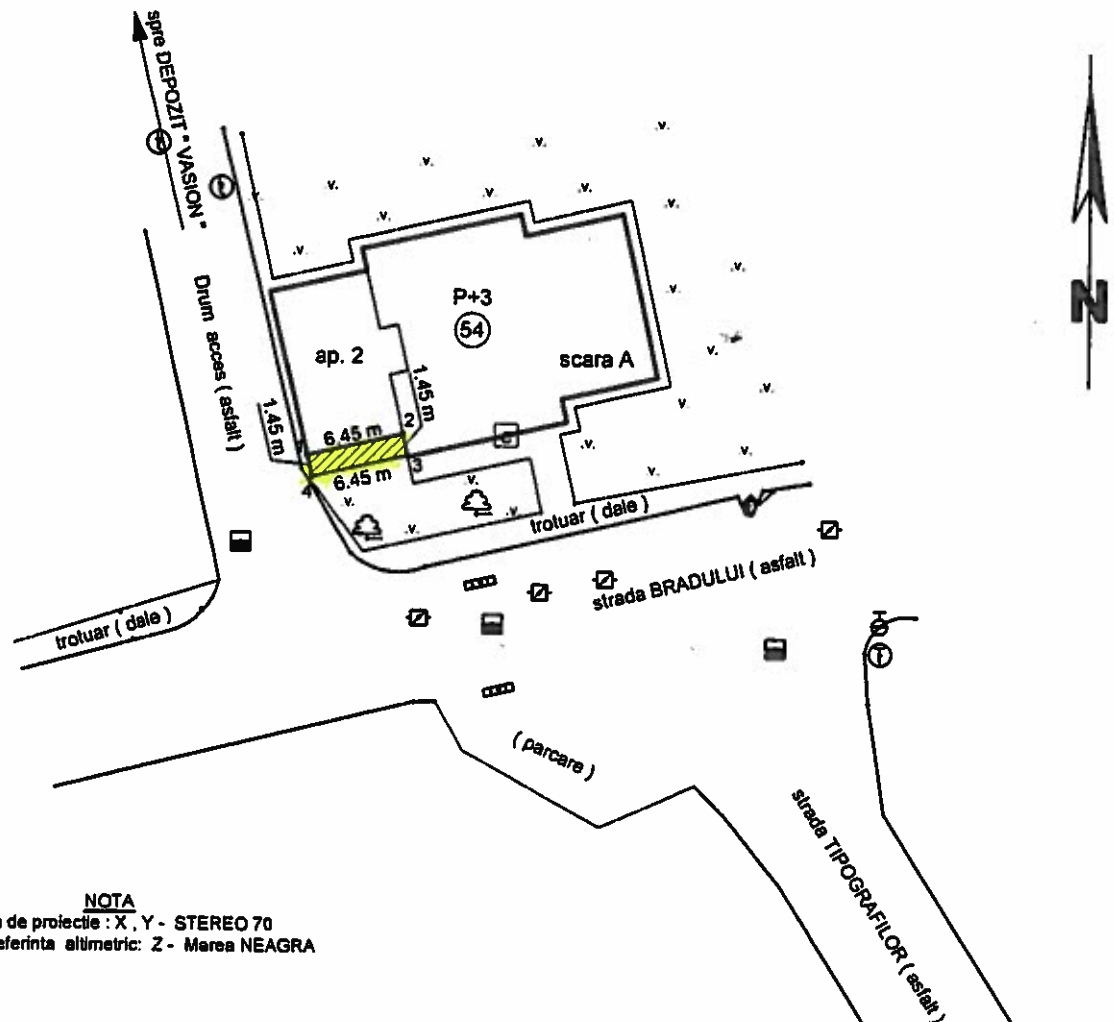 spre DEPOZIT " VASION "
.v.
.v.
.v.
v.
.v.
.v.
.v.
.v.
.v.
Drum acces ( asfalt )
P+3
54
ap. 2
scara A
.v.
.v.
v.
.v.
v.
1.45 m
1.45 m
2
6.45 m
3
6.45 m
4
.v.
.v.
v.
v.
v.
.v.
.v.
trotuar ( dale )
strada BRADULUI ( asfalt )
trotuar ( dale )
( parcare )
strada TIPOGRAFILOR ( asfalt )
N
NOTA
de proiectie : X , Y - STEREO 70
eferinta altimetric: Z - Marea NEAGRA